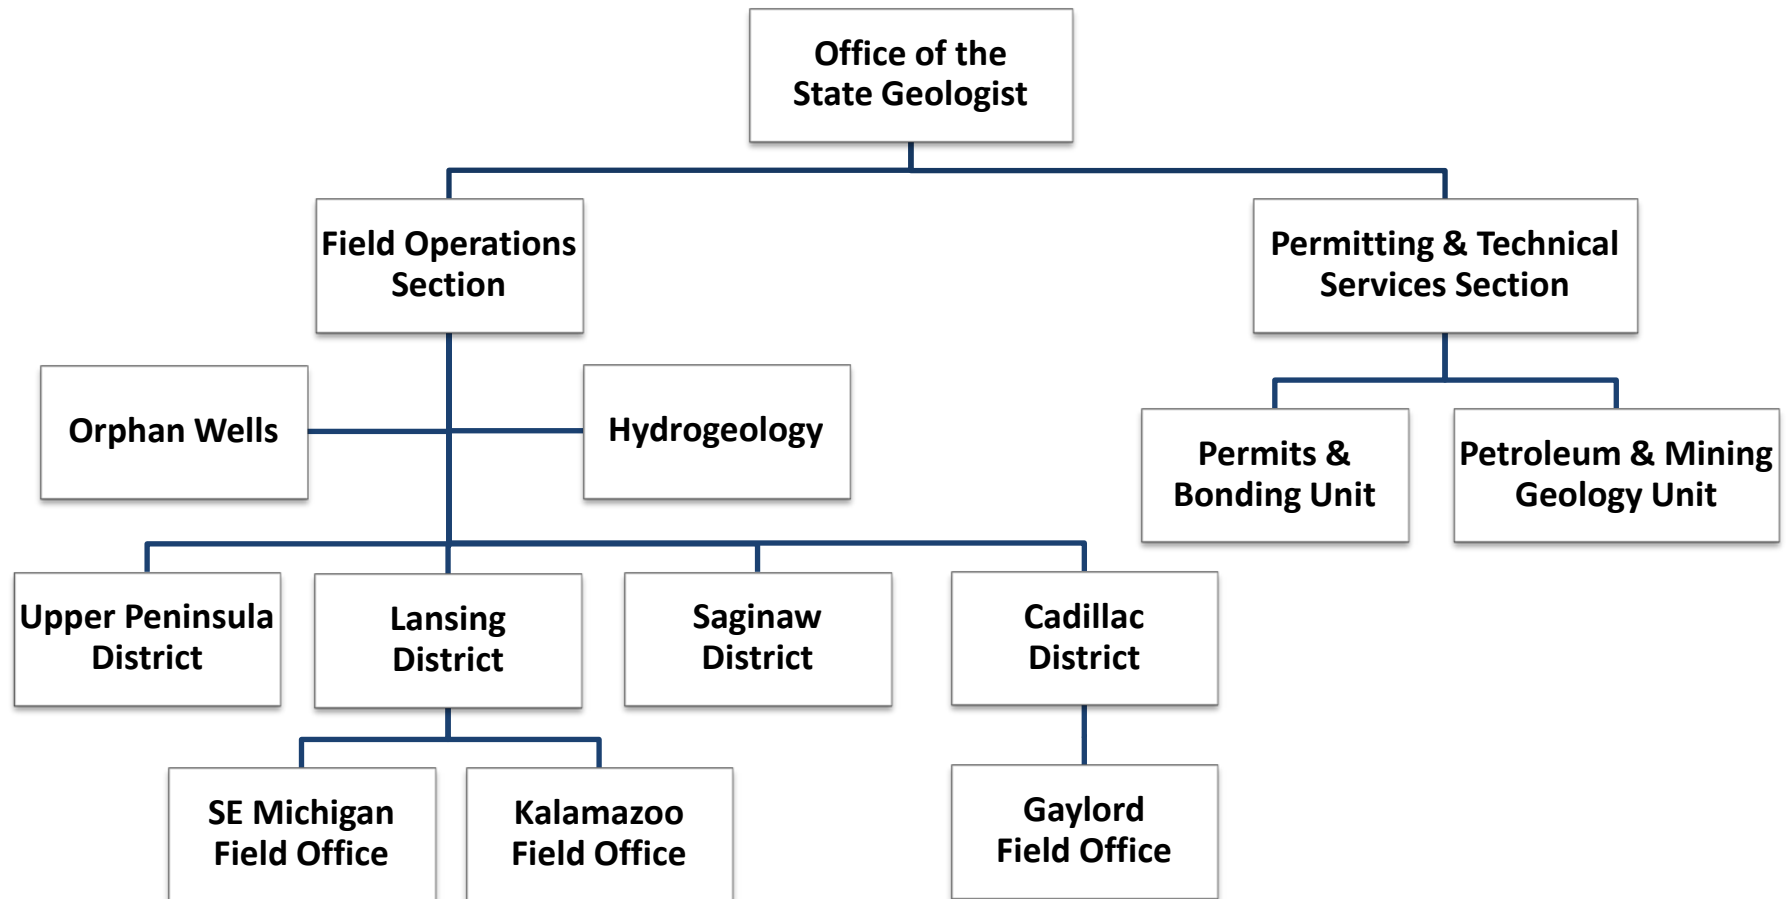 Office of the
State Geologist
Field Operations
Section
Permitting & Technical
Services Section
Orphan Wells
Hydrogeology
Permits &
Bonding Unit
Petroleum & Mining
Geology Unit
Upper Peninsula
District
Lansing
District
Saginaw
District
Cadillac
District
SE Michigan
Field Office
Kalamazoo
Field Office
Gaylord
Field Office